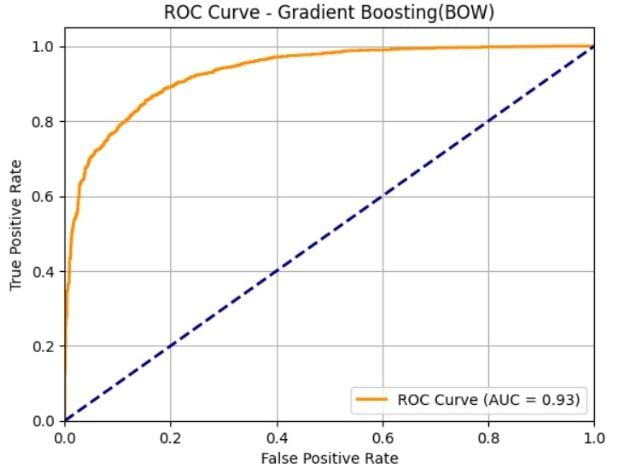 ROC Curve - Gradient Boosting(BOW)
True Positive Rate
1.0
0.8
0.6
0.4
0.2
0.0
ROC Curve (AUC = 0.93)
0.0 0.2 0.4 0.6 0.8 1.0
False Positive Rate